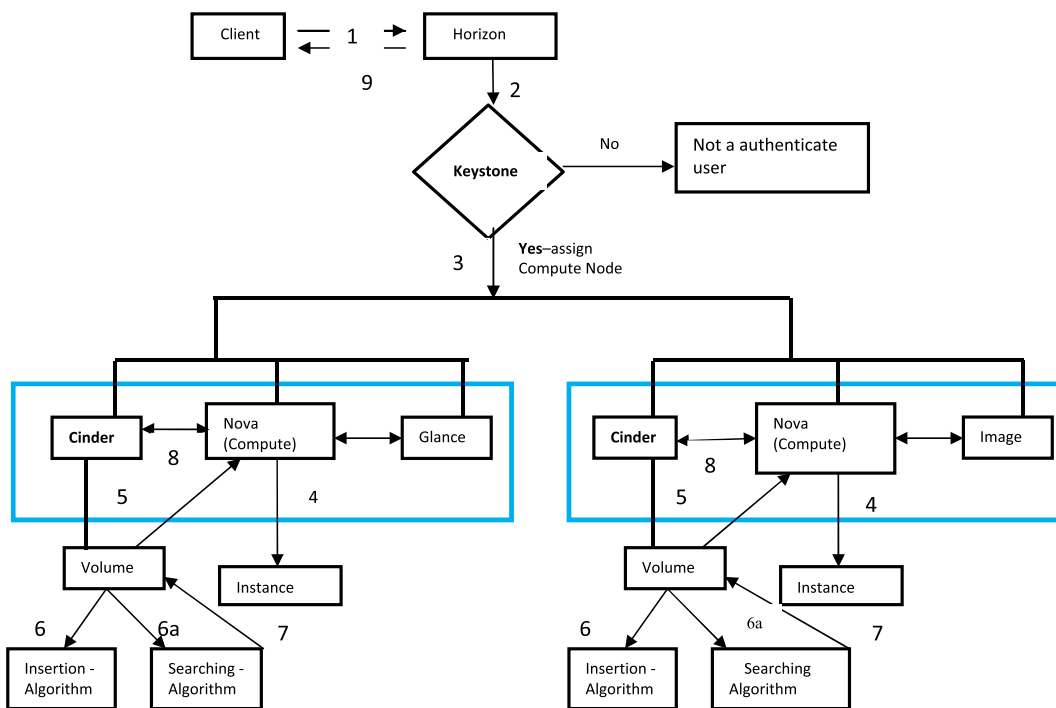 Client
1
Horizon
9
2
Keystone
No
Not a authenticate
user
3
Yes–assign
Compute Node
Cinder
8
Nova
(Compute)
Glance
5
4
Volume
Instance
6
6a
7
Insertion -
Algorithm
Searching -
Algorithm
Cinder
8
Nova
(Compute)
Image
5
4
Volume
Instance
6
6a
7
Insertion -
Algorithm
Searching
Algorithm